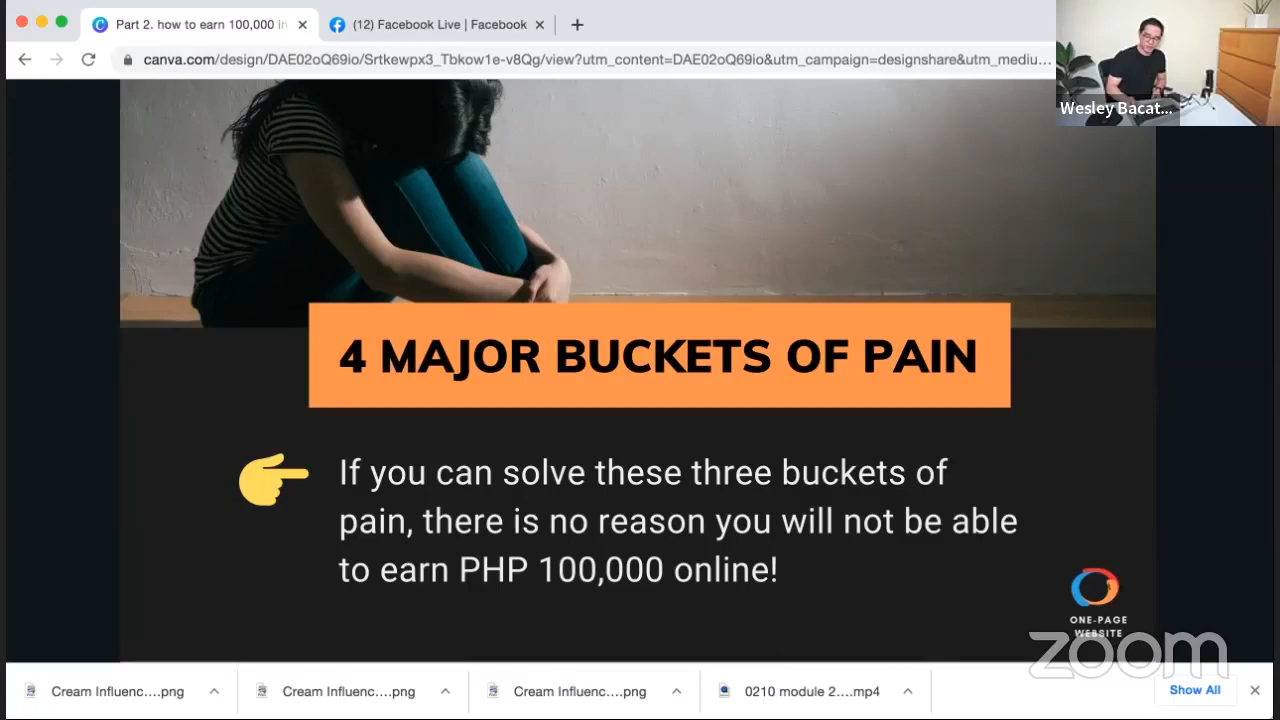 Part 2. how to earn 100,000 in
(12) Facebook Live | Facebook
canva.com/design/DAE02oQ69io/Srtkewpx3_Tbkow1e-v8Qg/view?utm_content=DAE02oQ69io&utm_campaign=designshare&utm_mediu...
Wesley Bacat...
4 MAJOR BUCKETS OF PAIN
If you can solve these three buckets of
pain, there is no reason you will not be able
to earn PHP 100,000 online!
ONE-PAGE
WEBSITE
zoom
Cream Influenc....png
Cream Influenc....png
Cream Influenc....png
0210 module 2....mp4
Show All